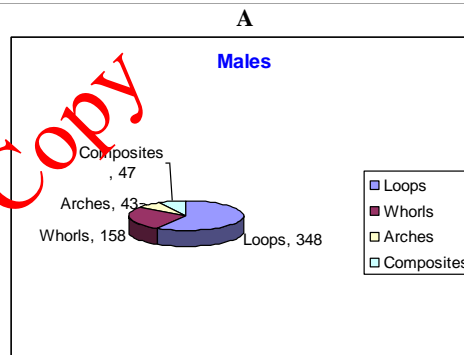 A
Males
Copy
Composites
, 47
Arches, 43
Whorls, 158
Loops, 348
Loops
Whorls
Arches
Composites